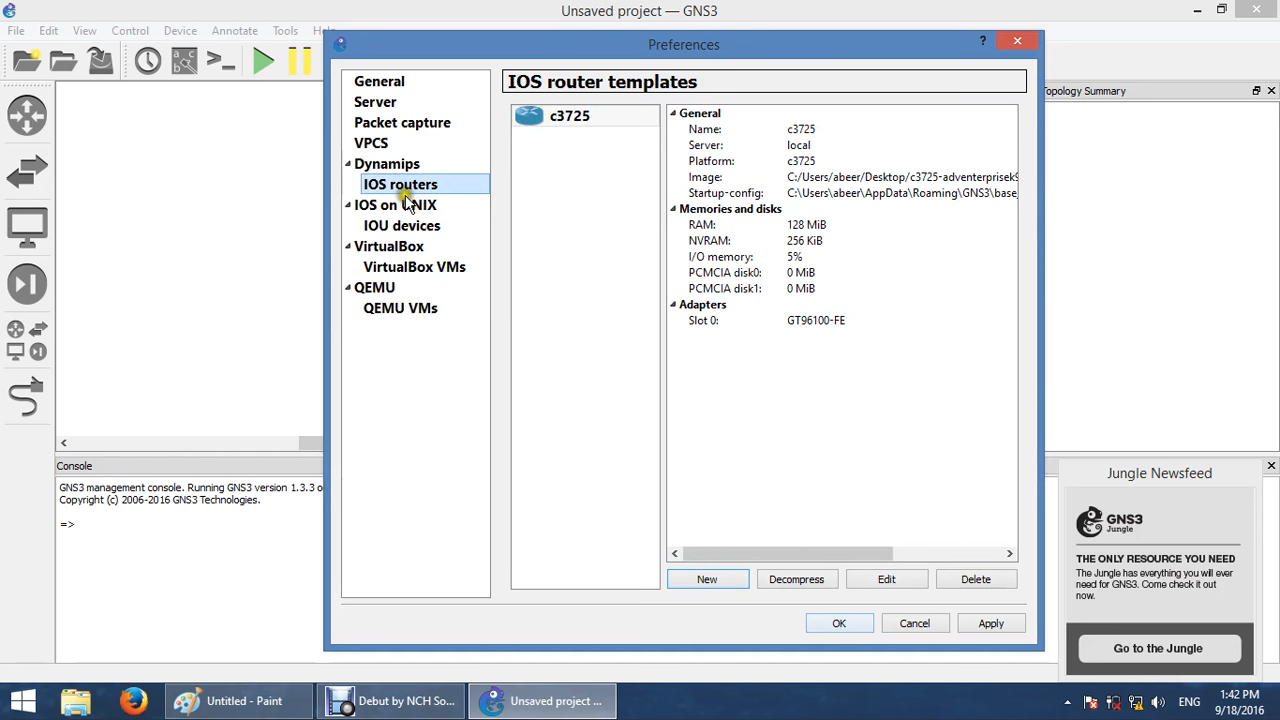 Unsaved project — GNS3
File Edit View Control Device Annotate Tools
Preferences
?
General
Server
Packet capture
VPCS
Dynamips
IOS routers
IOS on UNIX
IOU devices
VirtualBox
VirtualBox VMs
QEMU
QEMU VMs
IOS router templates
c3725
General
Name: c3725
Server: local
Platform: c3725
Image: C:/Users/abeer/Desktop/c3725-adventerprisek9
Startup-config: C:\Users\abeer\AppData\Roaming\GNS3\base_
Memories and disks
RAM: 128 MiB
NVRAM: 256 KiB
I/O memory: 5%
PCMCIA disk0: 0 MiB
PCMCIA disk1: 0 MiB
Adapters
Slot 0: GT96100-FE
New Decompress Edit Delete
OK Cancel Apply
Topology Summary
Console
GNS3 management console. Running GNS3 version 1.3.3
Copyright (c) 2006-2016 GNS3 Technologies.
=>
Jungle Newsfeed
GNS3
Jungle
THE ONLY RESOURCE YOU NEED
The Jungle has everything you will ever
need for GNS3. Come check it out
now.
Go to the Jungle
Untitled - Paint
Debut by NCH So...
Unsaved project ...
ENG
1:42 PM
9/18/2016